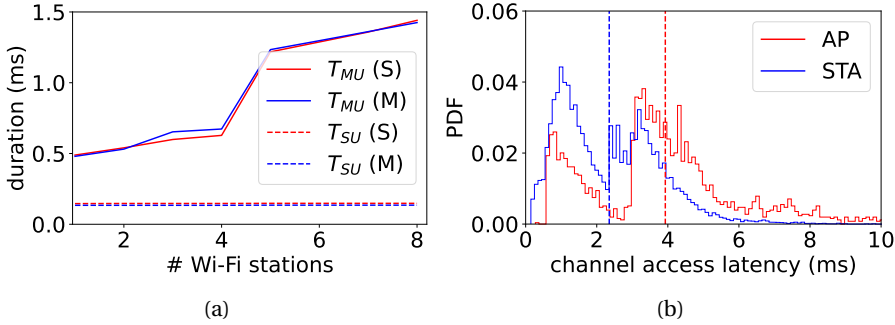 duration (ms)
1.5
1.0
0.5
0.0
T_MU (S)
T_MU (M)
T_SU (S)
T_SU (M)
2 4 6 8
# Wi-Fi stations
(a)
PDF
0.06
0.04
0.02
0.00
AP
STA
0 2 4 6 8 10
channel access latency (ms)
(b)